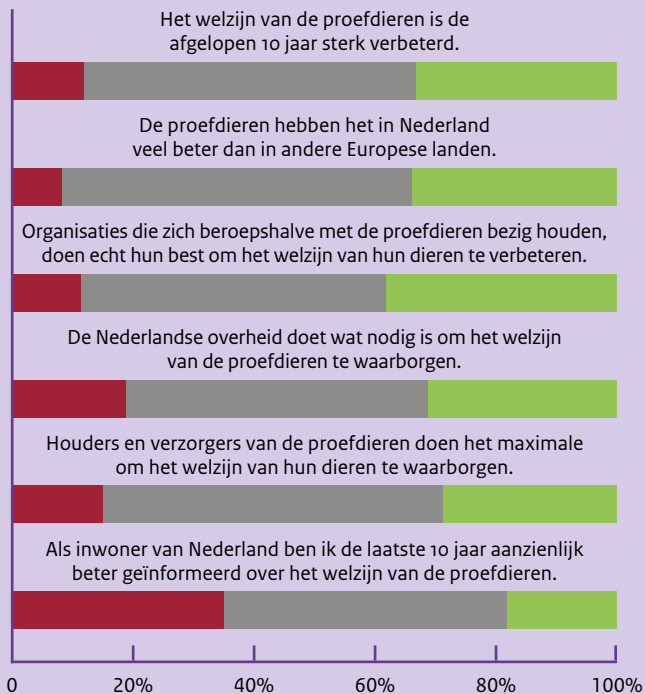 Het welzijn van de proefdieren is de
afgelopen 10 jaar sterk verbeterd.
De proefdieren hebben het in Nederland
veel beter dan in andere Europese landen.
Organisaties die zich beroepshalve met de proefdieren bezig houden,
doen echt hun best om het welzijn van hun dieren te verbeteren.
De Nederlandse overheid doet wat nodig is om het welzijn
van de proefdieren te waarborgen.
Houders en verzorgers van de proefdieren doen het maximale
om het welzijn van hun dieren te waarborgen.
Als inwoner van Nederland ben ik de laatste 10 jaar aanzienlijk
beter geïnformeerd over het welzijn van de proefdieren.
0 20% 40% 60% 80% 100%